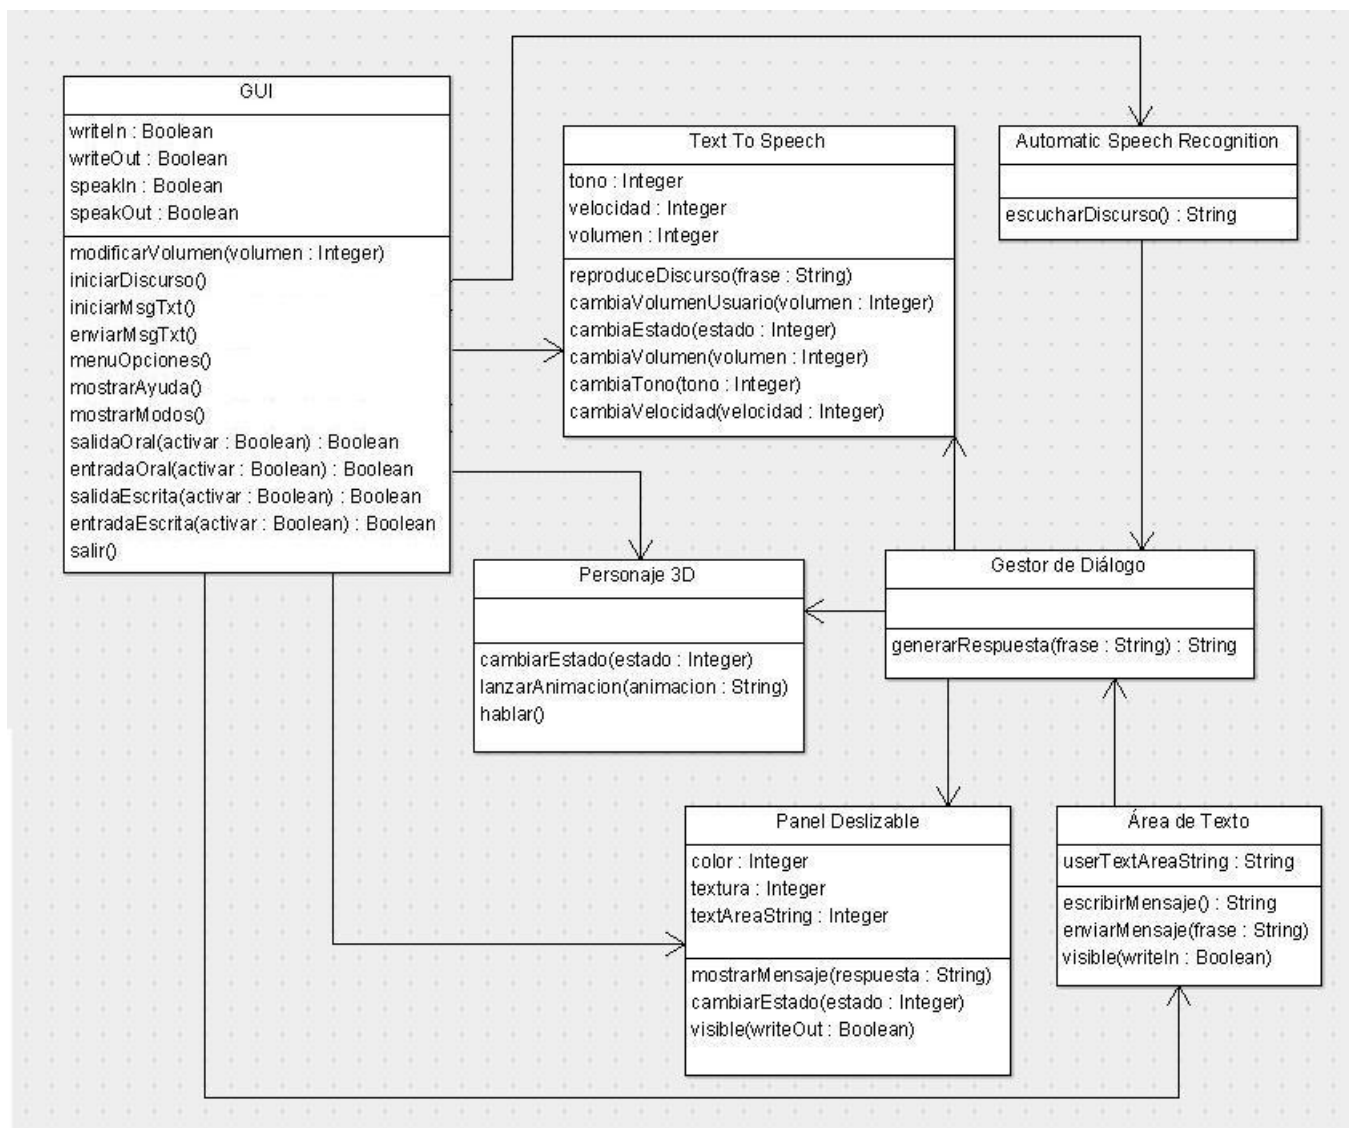 GUI
writeIn : Boolean
writeOut : Boolean
speakIn : Boolean
speakOut : Boolean
modificarVolumen(volumen : Integer)
iniciarDiscurso()
iniciarMsgTxt()
enviarMsgTxt()
menuOpciones()
mostrarAyuda()
mostrarModos()
salidaOral(activar : Boolean) : Boolean
entradaOral(activar : Boolean) : Boolean
salidaEscrita(activar : Boolean) : Boolean
entradaEscrita(activar : Boolean) : Boolean
salir()
Text To Speech
tono : Integer
velocidad : Integer
volumen : Integer
reproduceDiscurso(frase : String)
cambiaVolumenUsuario(volumen : Integer)
cambiaEstado(estado : Integer)
cambiaVolumen(volumen : Integer)
cambiaTono(tono : Integer)
cambiaVelocidad(velocidad : Integer)
Automatic Speech Recognition
escucharDiscurso() : String
Personaje 3D
cambiarEstado(estado : Integer)
lanzarAnimacion(animacion : String)
hablar()
Gestor de Diálogo
generarRespuesta(frase : String) : String
Panel Deslizable
color : Integer
textura : Integer
textAreaString : Integer
mostrarMensaje(respuesta : String)
cambiarEstado(estado : Integer)
visible(writeOut : Boolean)
Área de Texto
userTextAreaString : String
escribirMensaje() : String
enviarMensaje(frase : String)
visible(writeIn : Boolean)